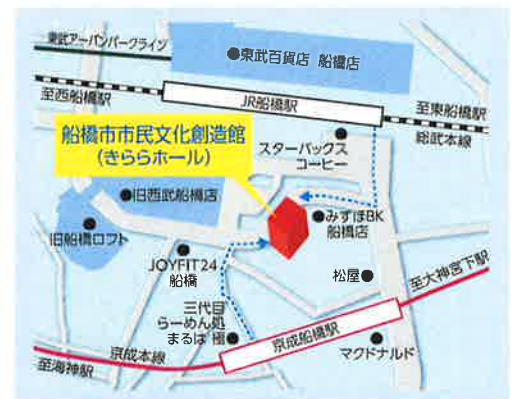 東武アーバンパークライン
●東武百貨店 船橋店
至西船橋駅
JR船橋駅
至東船橋駅
総武本線
船橋市市民文化創造館
(きららホール)
スターバックス
コーヒー
●旧西武船橋店
●みずほBK
船橋店
旧船橋ロフト
JOYFIT24
船橋
松屋●
至大神宮下駅
三代目
らーめん処
まるは 極
京成船橋駅
マクドナルド
京成本線
至海神駅